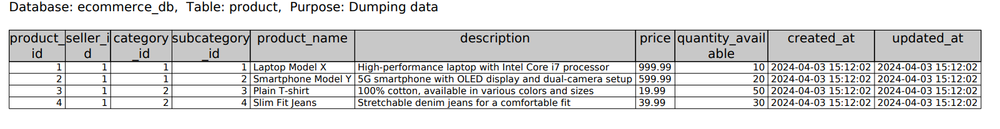 Database: ecommerce_db,  Table: product,  Purpose: Dumping data
product_id seller_id category_id subcategory_id product_name description price quantity_available created_at updated_at
1 1 1 1 Laptop Model X High-performance laptop with Intel Core i7 processor 999.99 10 2024-04-03 15:12:02 2024-04-03 15:12:02
2 1 1 2 Smartphone Model Y 5G smartphone with OLED display and dual-camera setup 599.99 20 2024-04-03 15:12:02 2024-04-03 15:12:02
3 1 2 3 Plain T-shirt 100% cotton, available in various colors and sizes 19.99 50 2024-04-03 15:12:02 2024-04-03 15:12:02
4 1 2 4 Slim Fit Jeans Stretchable denim jeans for a comfortable fit 39.99 30 2024-04-03 15:12:02 2024-04-03 15:12:02